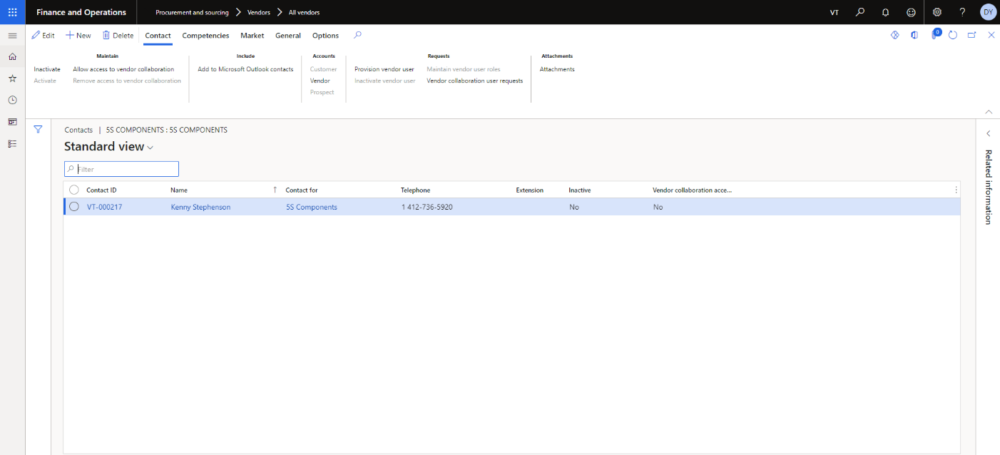 Finance and Operations
Procurement and sourcing > Vendors > All vendors
VT
?
DY
Edit
New
Delete
Contact
Competencies
Market
General
Options
0
Maintain
Inactivate
Allow access to vendor collaboration
Activate
Remove access to vendor collaboration
Include
Add to Microsoft Outlook contacts
Accounts
Customer
Vendor
Prospect
Requests
Provision vendor user
Maintain vendor user roles
Inactivate vendor user
Vendor collaboration user requests
Attachments
Attachments
Contacts | 5S COMPONENTS : 5S COMPONENTS
Standard view
Filter
Contact ID Name ↑ Contact for Telephone Extension Inactive Vendor collaboration acce...
VT-000217 Kenny Stephenson 5S Components 1 412-736-5920 No No
Related information